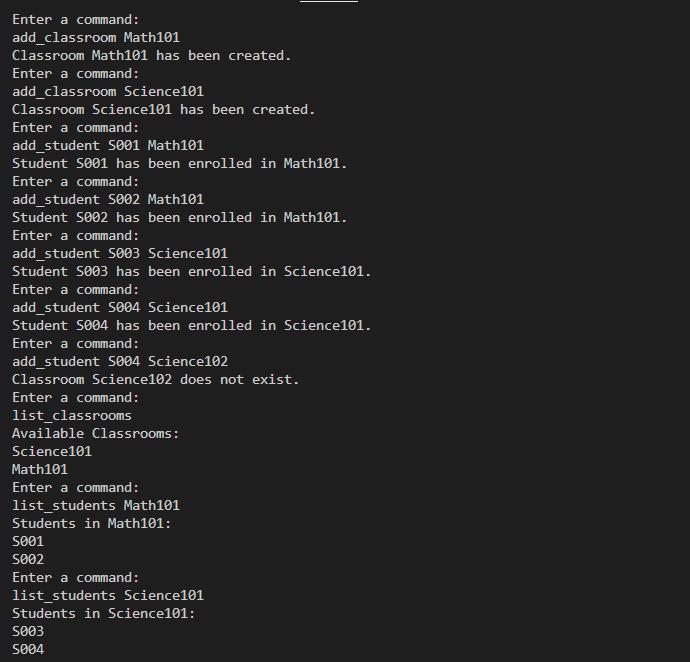 Enter a command:
add_classroom Math101
Classroom Math101 has been created.
Enter a command:
add_classroom Science101
Classroom Science101 has been created.
Enter a command:
add_student S001 Math101
Student S001 has been enrolled in Math101.
Enter a command:
add_student S002 Math101
Student S002 has been enrolled in Math101.
Enter a command:
add_student S003 Science101
Student S003 has been enrolled in Science101.
Enter a command:
add_student S004 Science101
Student S004 has been enrolled in Science101.
Enter a command:
add_student S004 Science102
Classroom Science102 does not exist.
Enter a command:
list_classrooms
Available Classrooms:
Science101
Math101
Enter a command:
list_students Math101
Students in Math101:
S001
S002
Enter a command:
list_students Science101
Students in Science101:
S003
S004